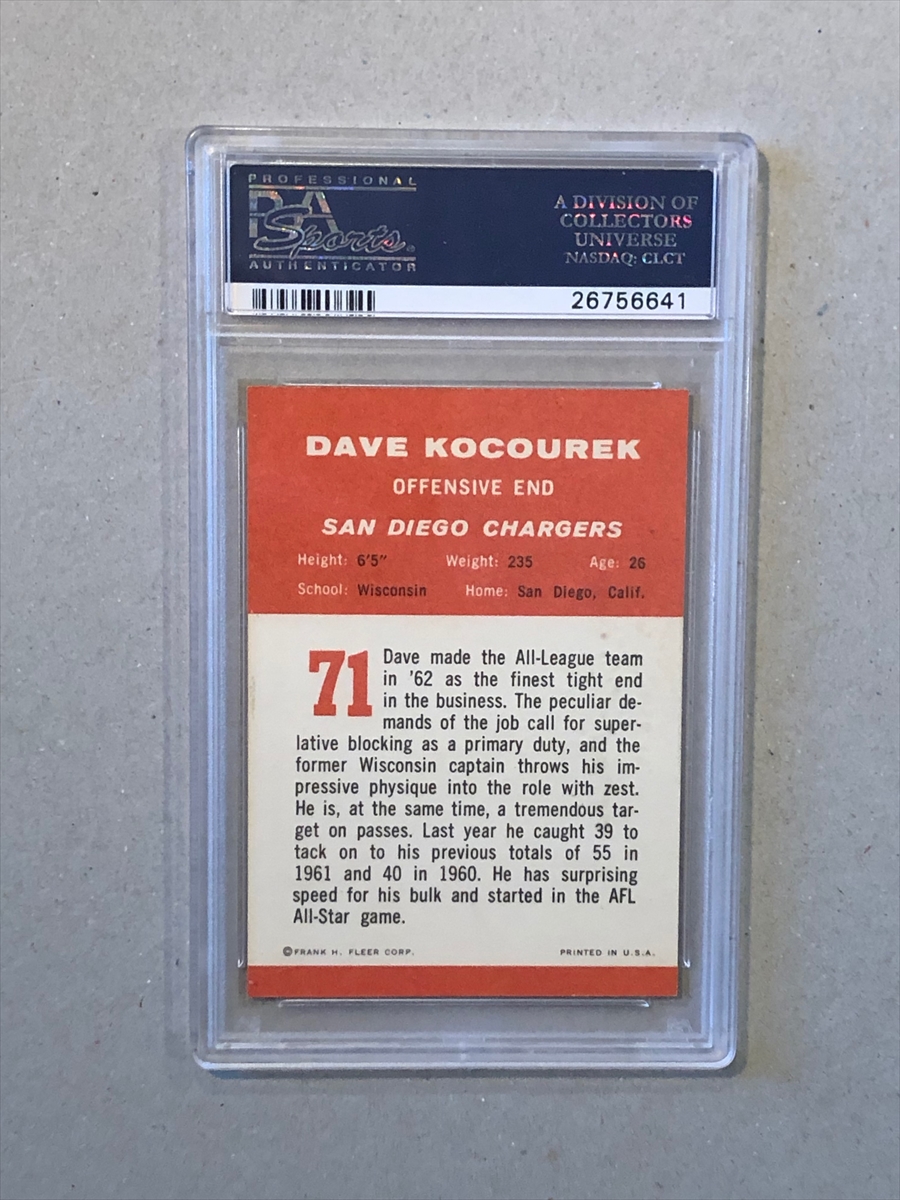 PROFESSIONAL
PSA
Sports
AUTHENTICATOR
A DIVISION OF
COLLECTORS
UNIVERSE
NASDAQ: CLCT
26756641
DAVE KOCOUREK
OFFENSIVE END
SAN DIEGO CHARGERS
Height: 6'5" Weight: 235 Age: 26
School: Wisconsin Home: San Diego, Calif.
71
Dave made the All-League team
in '62 as the finest tight end
in the business. The peculiar de-
mands of the job call for super-
lative blocking as a primary duty, and the
former Wisconsin captain throws his im-
pressive physique into the role with zest.
He is, at the same time, a tremendous tar-
get on passes. Last year he caught 39 to
tack on to his previous totals of 55 in
1961 and 40 in 1960. He has surprising
speed for his bulk and started in the AFL
All-Star game.
©FRANK H. FLEER CORP. PRINTED IN U.S.A.